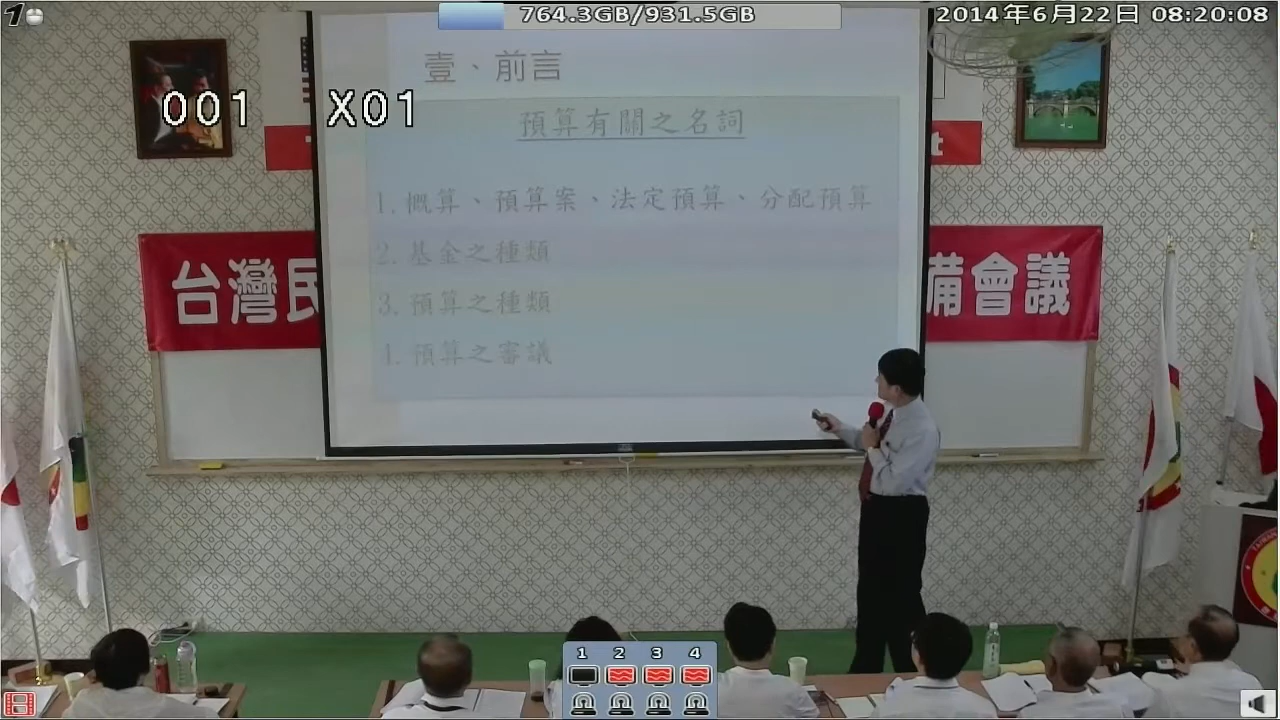 1
764.3GB/931.5GB
2014年6月22日 08:20:08
001 X01
壹、前言
預算有關之名詞
1. 概算、預算案、法定預算、分配預算
2. 基金之種類
3. 預算之種類
4. 預算之審議
台灣民
備會議
t
1 2 3 4